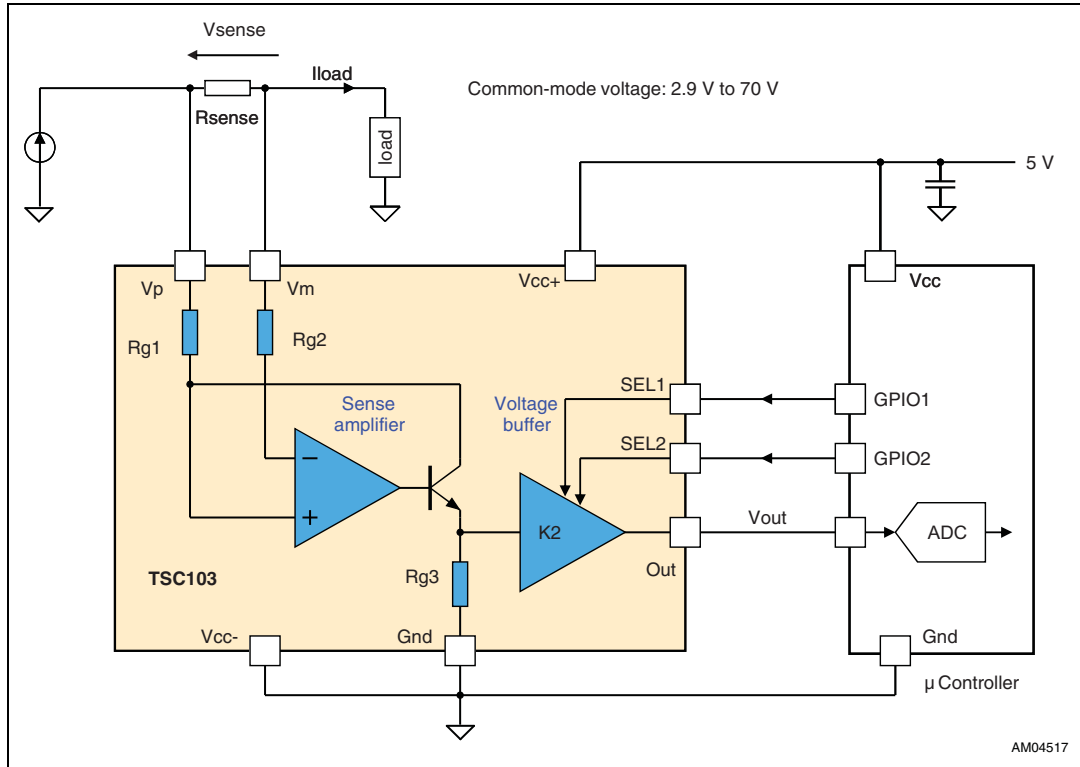 Vsense
Iload
Common-mode voltage: 2.9 V to 70 V
Rsense
load
5 V
Vp
Vm
Vcc+
Vcc
Rg1
Rg2
SEL1
GPIO1
Sense
amplifier
Voltage
buffer
SEL2
GPIO2
−
+
K2
Vout
ADC
Out
TSC103
Rg3
Vcc-
Gnd
Gnd
µ Controller
AM04517